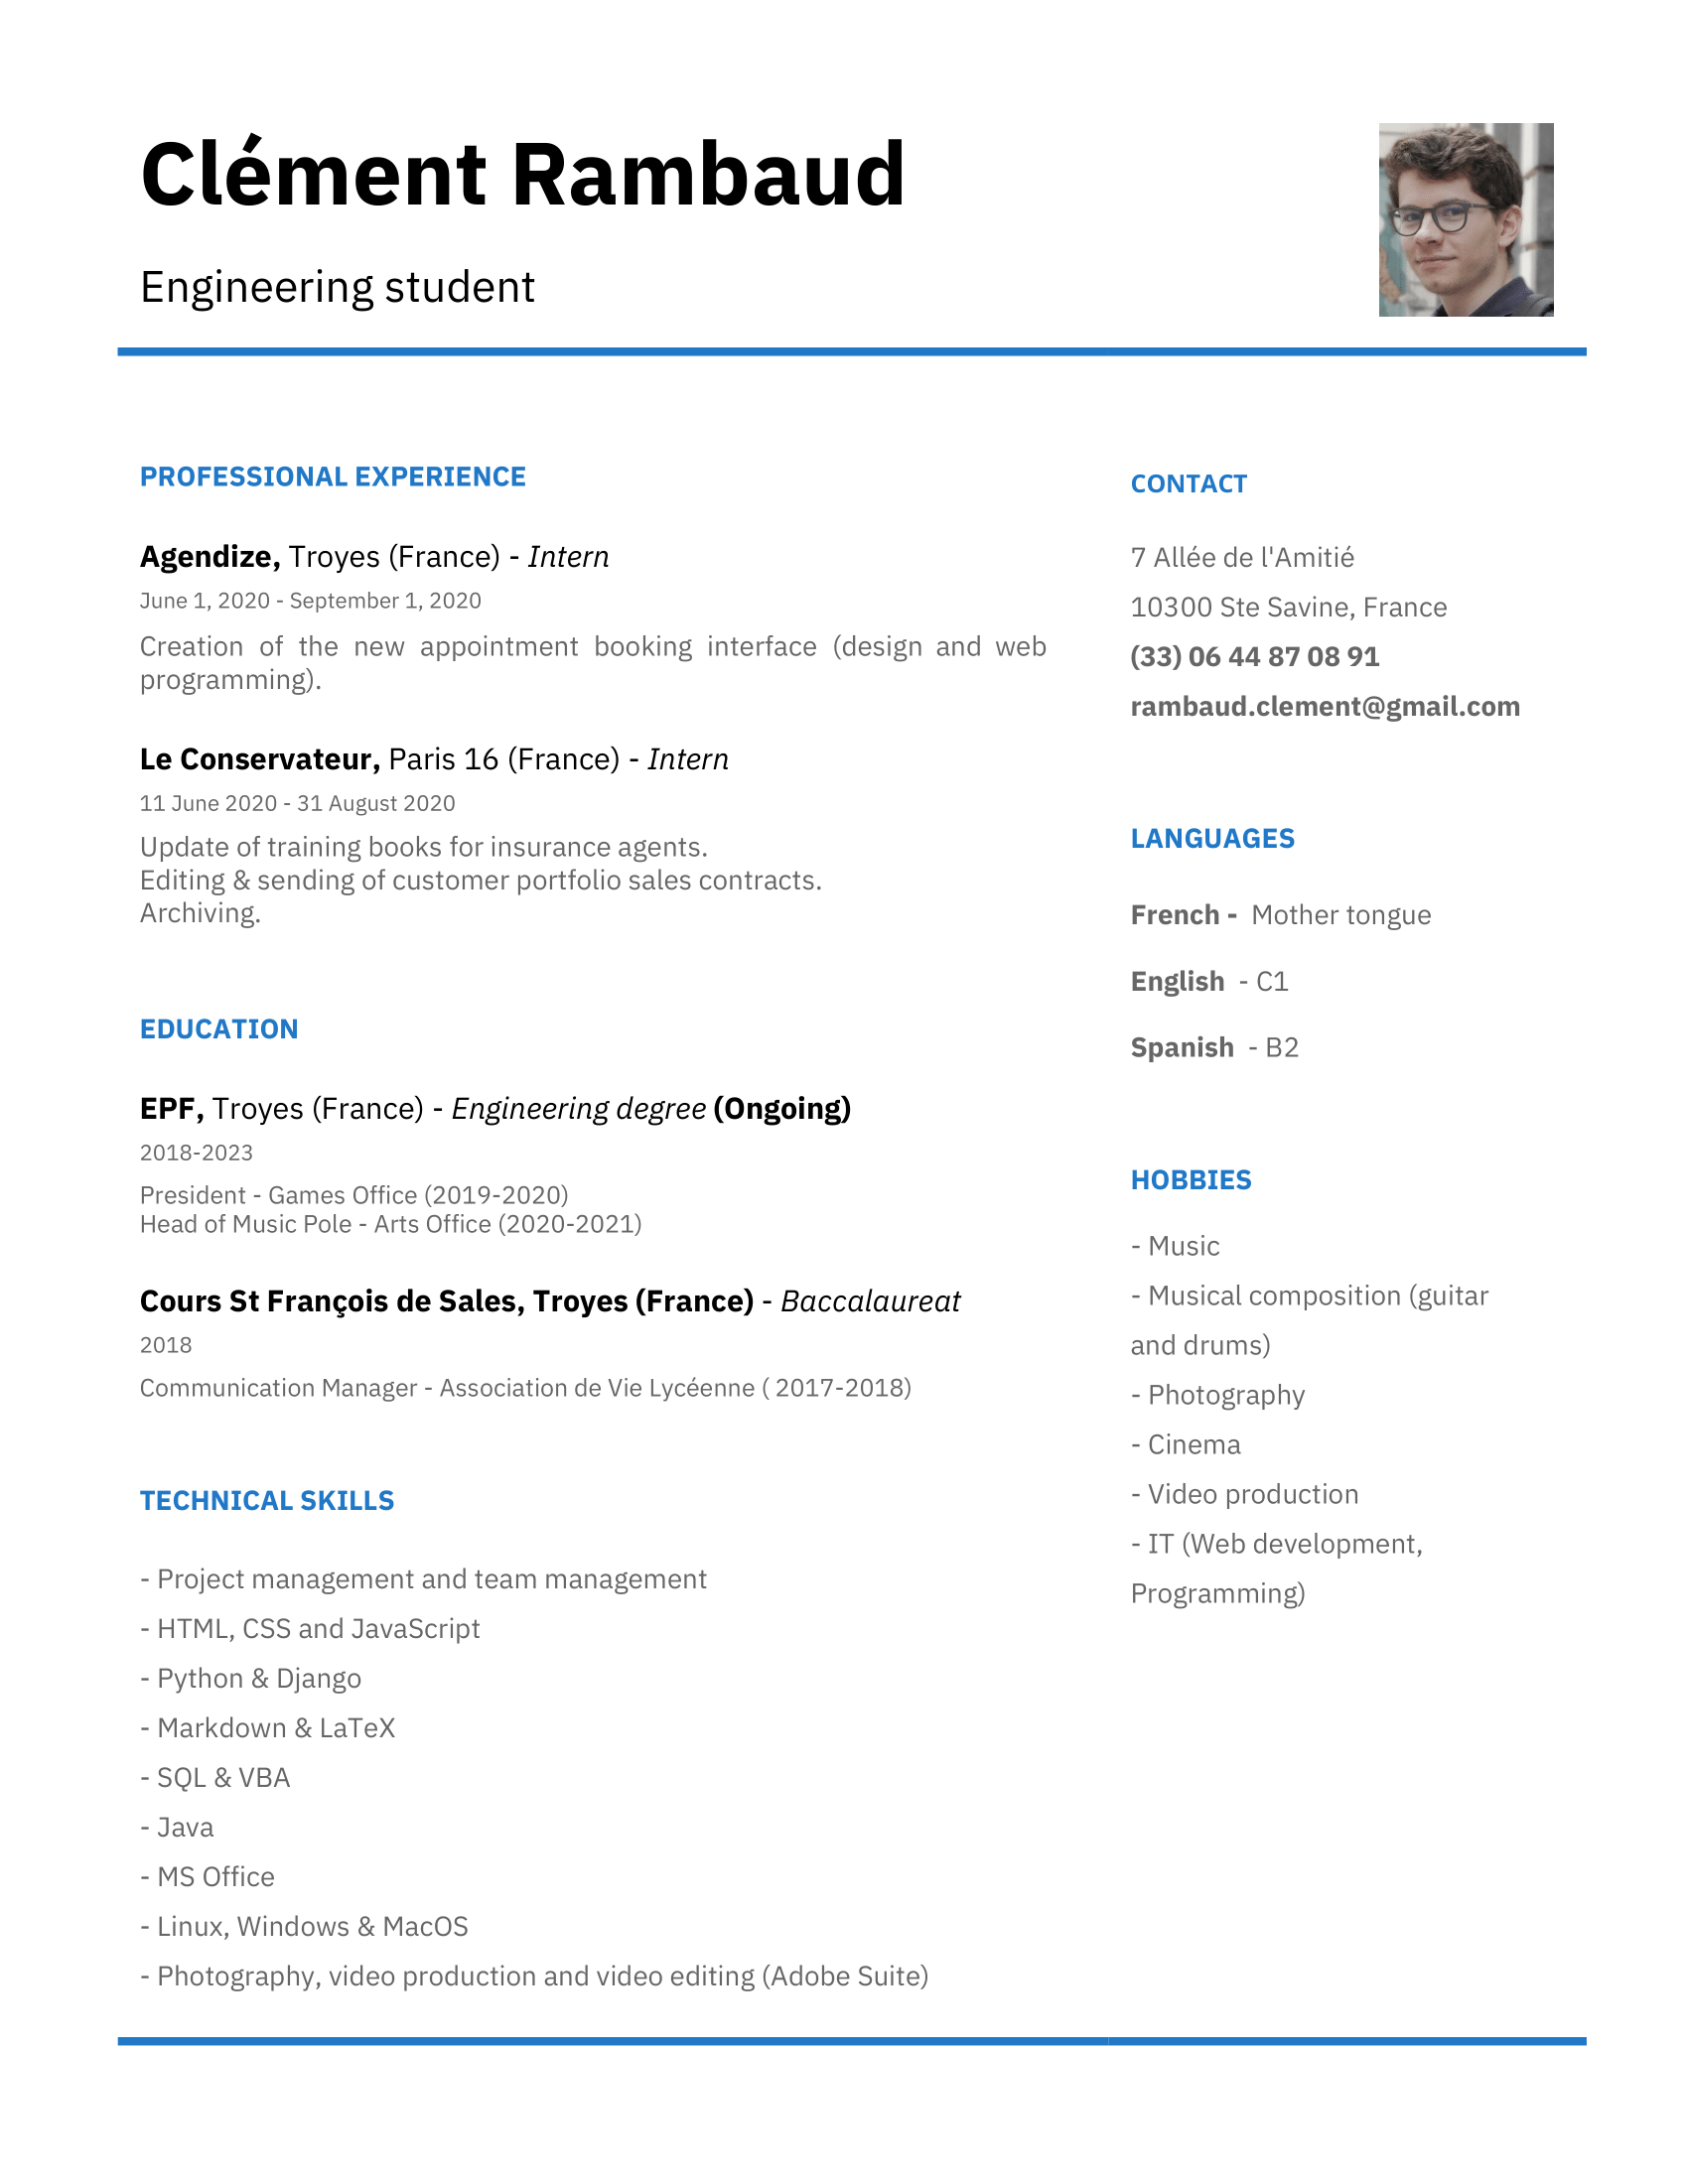 Clément Rambaud
Engineering student
PROFESSIONAL EXPERIENCE
Agendize, Troyes (France) - Intern
June 1, 2020 - September 1, 2020
Creation of the new appointment booking interface (design and web
programming).
Le Conservateur, Paris 16 (France) - Intern
11 June 2020 - 31 August 2020
Update of training books for insurance agents.
Editing & sending of customer portfolio sales contracts.
Archiving.
EDUCATION
EPF, Troyes (France) - Engineering degree (Ongoing)
2018-2023
President - Games Office (2019-2020)
Head of Music Pole - Arts Office (2020-2021)
Cours St François de Sales, Troyes (France) - Baccalaureat
2018
Communication Manager - Association de Vie Lycéenne ( 2017-2018)
TECHNICAL SKILLS
- Project management and team management
- HTML, CSS and JavaScript
- Python & Django
- Markdown & LaTeX
- SQL & VBA
- Java
- MS Office
- Linux, Windows & MacOS
- Photography, video production and video editing (Adobe Suite)
CONTACT
7 Allée de l'Amitié
10300 Ste Savine, France
(33) 06 44 87 08 91
rambaud.clement@gmail.com
LANGUAGES
French -  Mother tongue
English  - C1
Spanish  - B2
HOBBIES
- Music
- Musical composition (guitar
and drums)
- Photography
- Cinema
- Video production
- IT (Web development,
Programming)